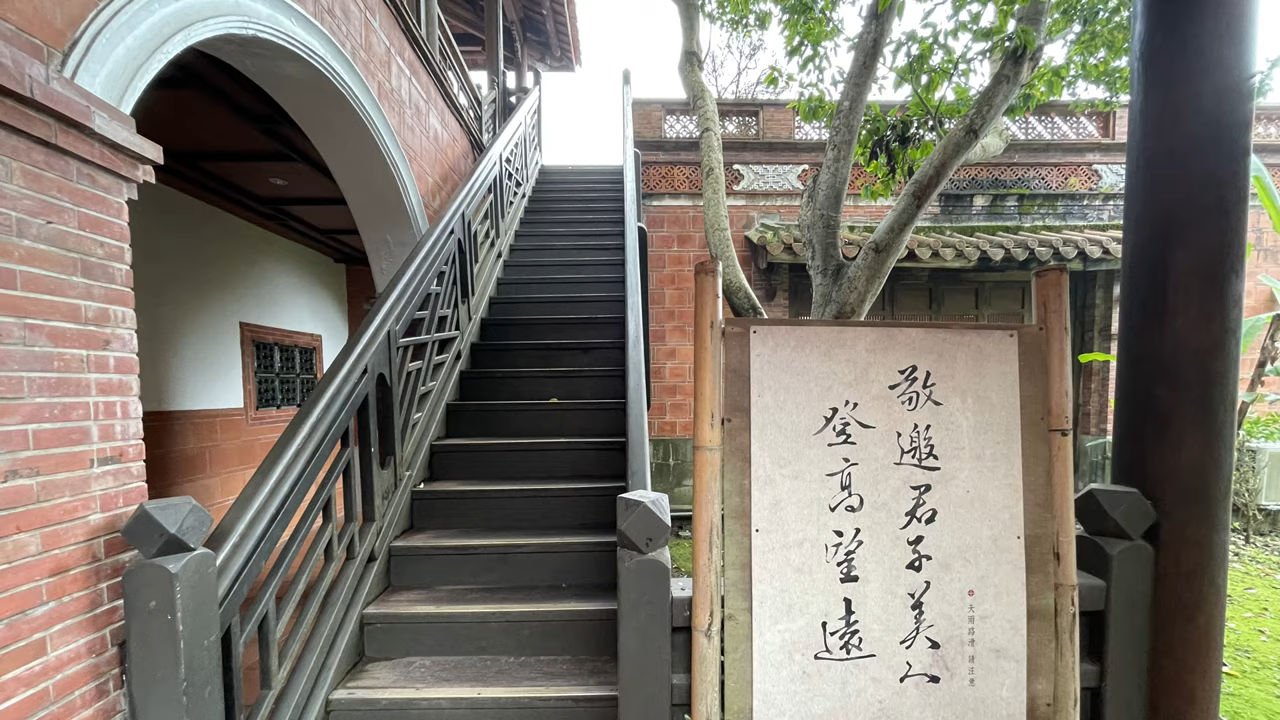 敬邀君子美人
登高望遠
天雨路滑 請注意